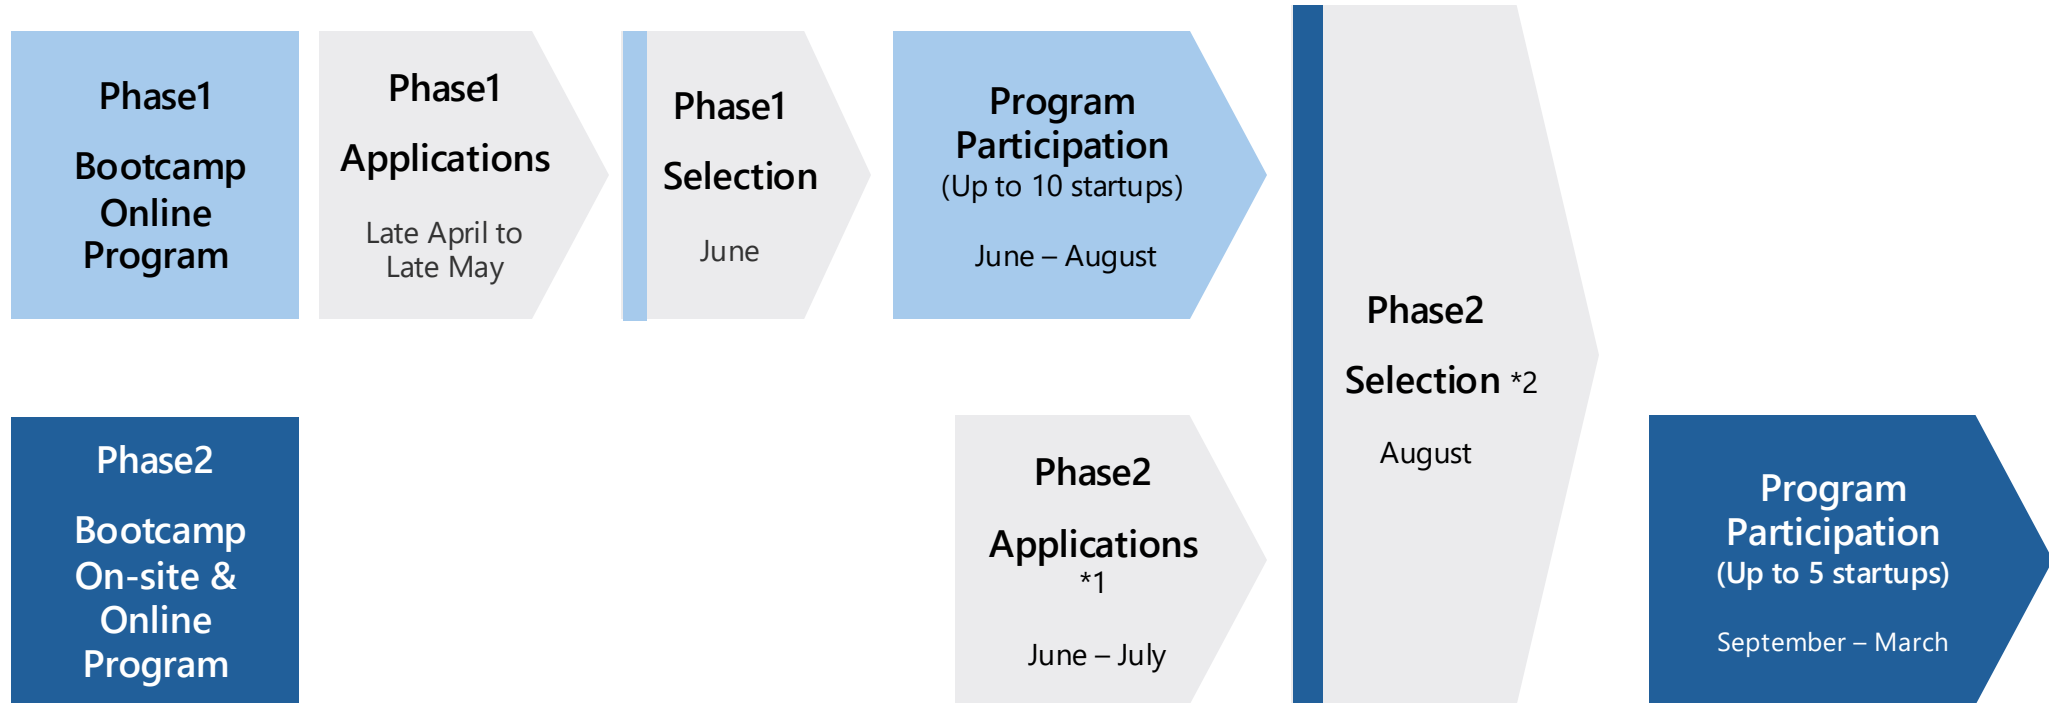 Phase1
Bootcamp
Online
Program
Phase1
Applications
Late April to
Late May
Phase1
Selection
June
Program
Participation
(Up to 10 startups)
June – August
Phase2
Selection *2
August
Phase2
Bootcamp
On-site &
Online
Program
Phase2
Applications
*1
June – July
Program
Participation
(Up to 5 startups)
September – March